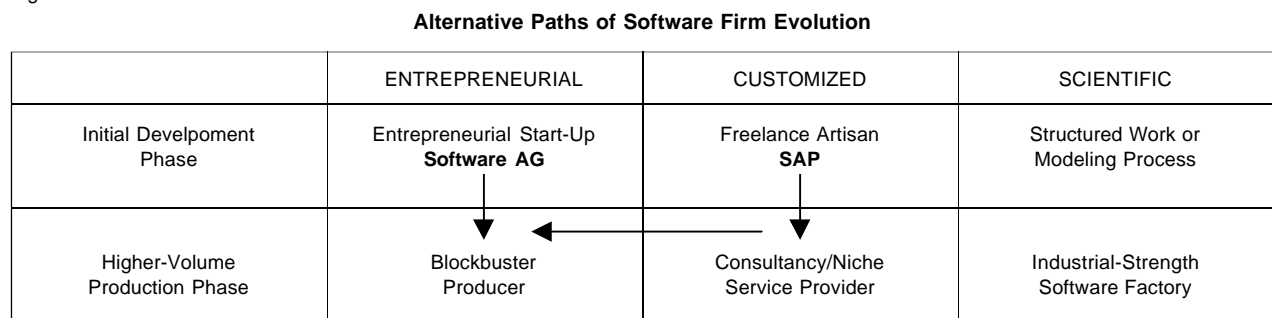 Alternative Paths of Software Firm Evolution
ENTREPRENEURIAL CUSTOMIZED SCIENTIFIC
Initial Develpoment Entrepreneurial Start-Up Freelance Artisan Structured Work or
Phase Software AG SAP Modeling Process
Higher-Volume Blockbuster Consultancy/Niche Industrial-Strength
Production Phase Producer Service Provider Software Factory